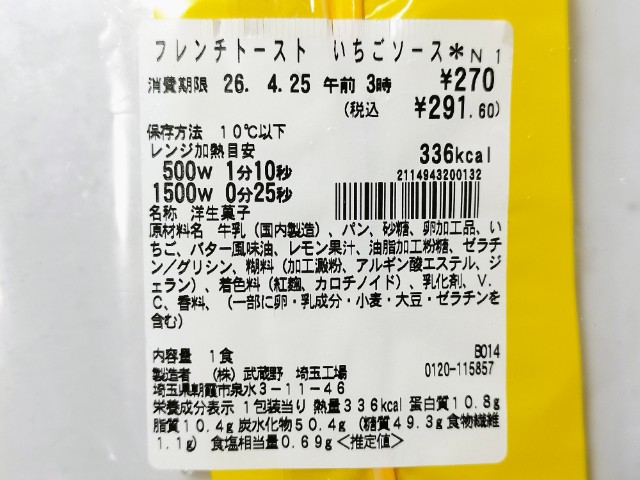 フレンチトースト いちごソース*N1
消費期限 26. 4.25 午前 3時 ¥270
(税込 ¥291.60)
保存方法 10℃以下
レンジ加熱目安 336kcal
500W 1分10秒 2114943200132
1500W 0分25秒
名称 洋生菓子
原材料名 牛乳(国内製造)、パン、砂糖、卵加工品、い
ちご、バター風味油、レモン果汁、油脂加工粉糖、ゼラチ
ン/グリシン、糊料(加工澱粉、アルギン酸エステル、ジ
ェラン)、着色料(紅麹、カロチノイド)、乳化剤、V.
C、香料、(一部に卵・乳成分・小麦・大豆・ゼラチンを
含む)
内容量 1食 B014
製造者 (株)武蔵野 埼玉工場 0120-115857
埼玉県朝霞市泉水3-11-46
栄養成分表示 1包装当り 熱量336kcal 蛋白質10.8g
脂質10.4g 炭水化物50.4g (糖質49.3g 食物繊維
1.1g) 食塩相当量0.69g <推定値>